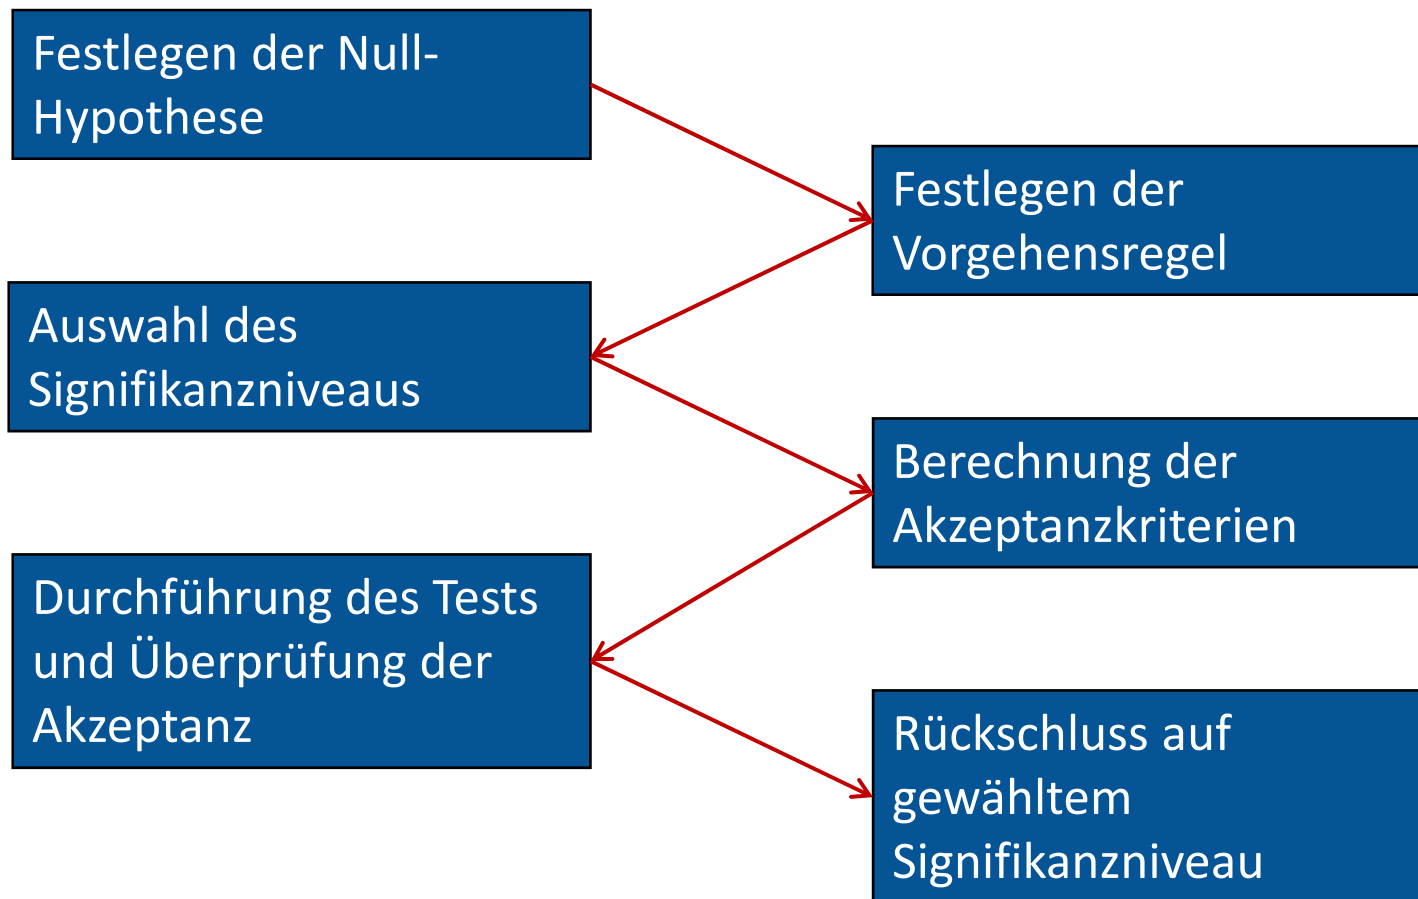 Festlegen der Null-
Hypothese
Festlegen der
Vorgehensregel
Auswahl des
Signifikanzniveaus
Berechnung der
Akzeptanzkriterien
Durchführung des Tests
und Überprüfung der
Akzeptanz
Rückschluss auf
gewähltem
Signifikanzniveau